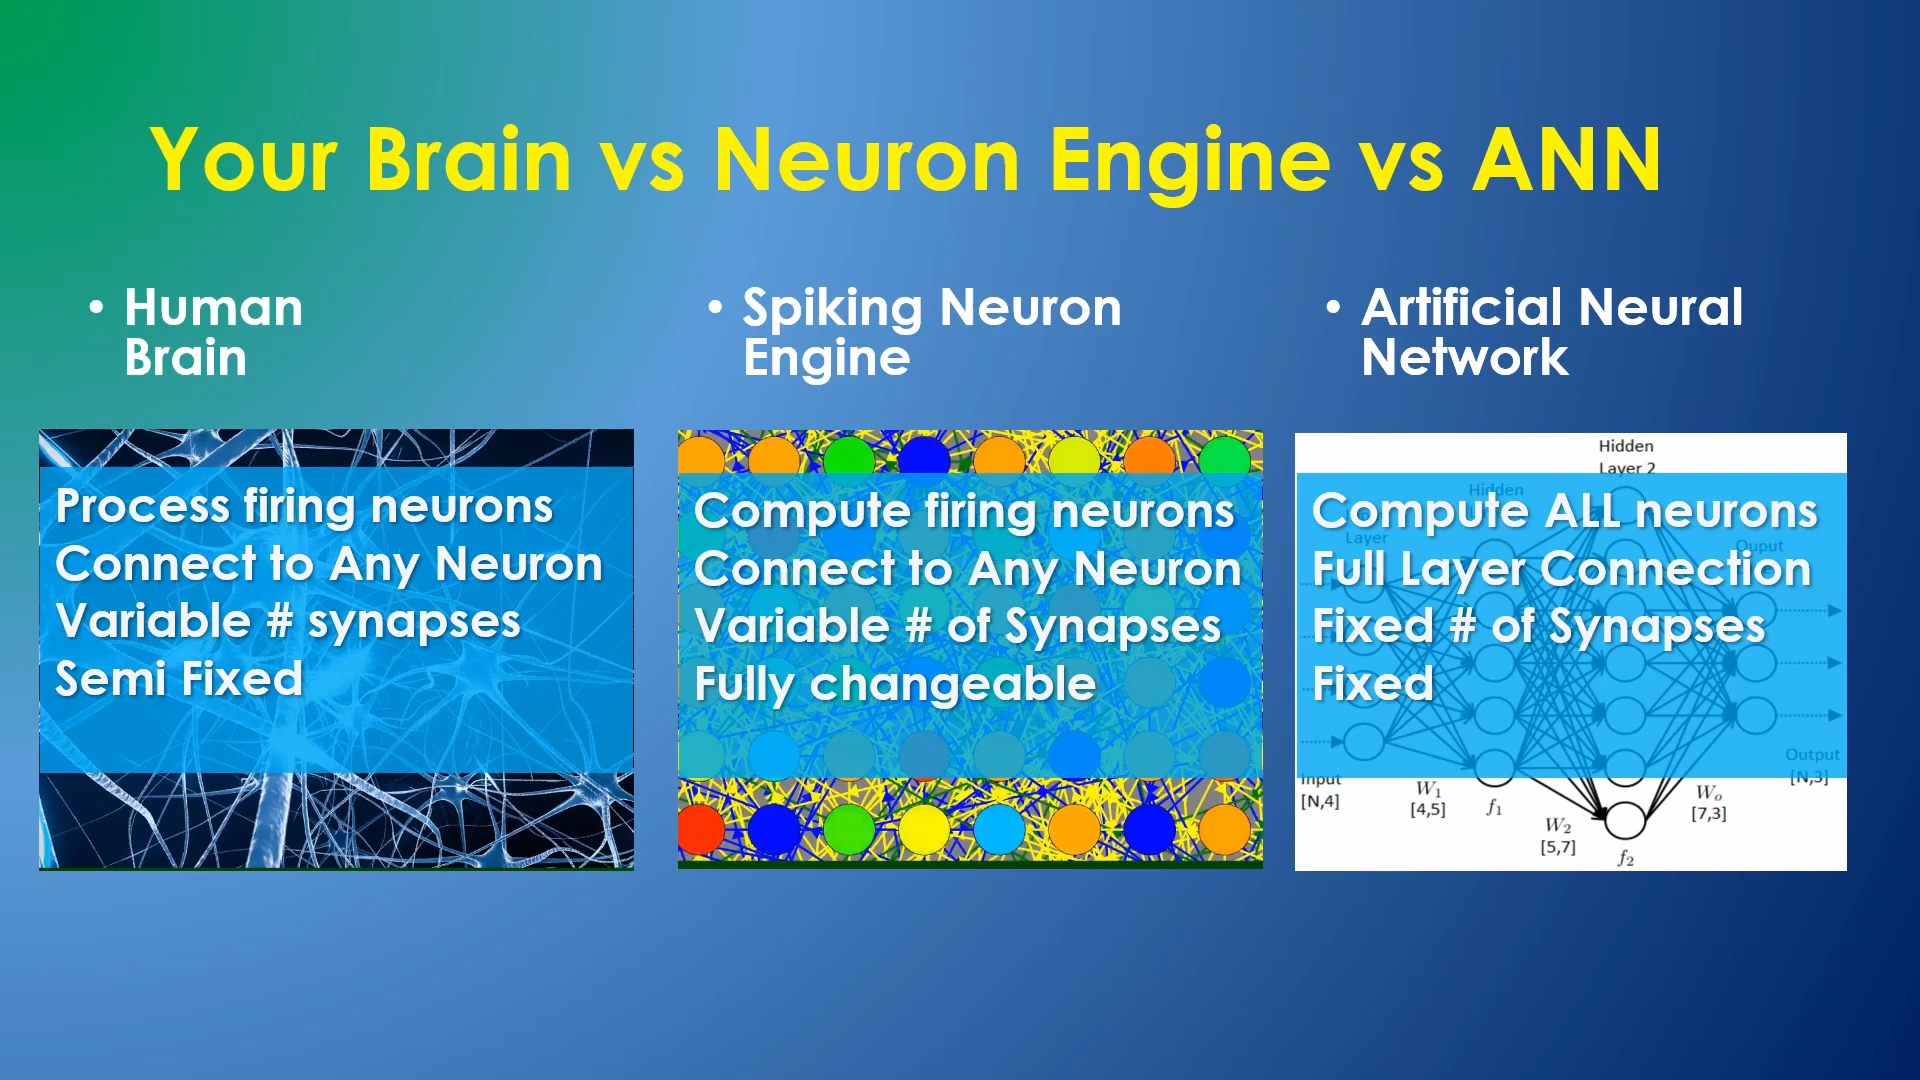 Your Brain vs Neuron Engine vs ANN
• Human
Brain
Process firing neurons
Connect to Any Neuron
Variable # synapses
Semi Fixed
• Spiking Neuron
Engine
Compute firing neurons
Connect to Any Neuron
Variable # of Synapses
Fully changeable
• Artificial Neural
Network
Hidden
Layer 2
Hidden
Layer
Ouput
Compute ALL neurons
Full Layer Connection
Fixed # of Synapses
Fixed
Output
[N,3]
Input
[N,4]
W1
[4,5]
f1
W2
[5,7]
f2
Wo
[7,3]